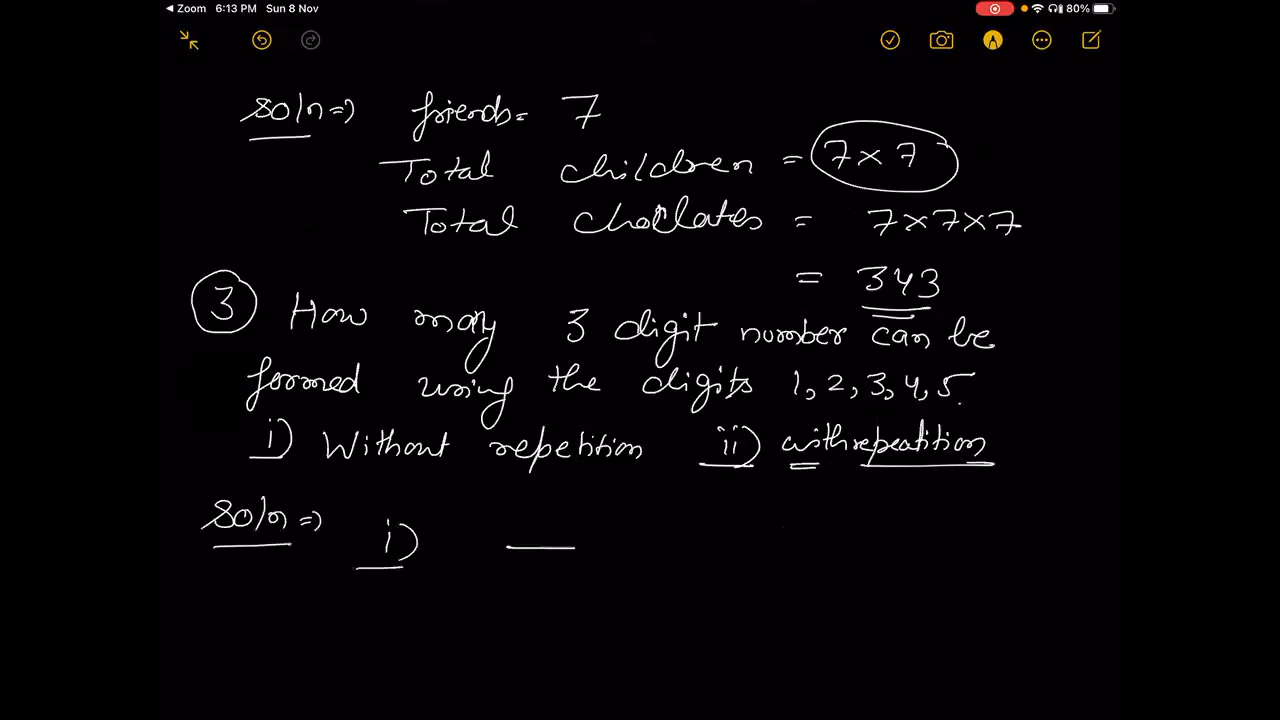 Zoom 6:13 PM Sun 8 Nov 80%
soln => friends = 7
Total children = 7 × 7
Total choclates = 7 × 7 × 7
= 343
3 How many 3 digit number can be
formed using the digits 1, 2, 3, 4, 5.
i) Without repetition ii) with repeatition
soln => i)